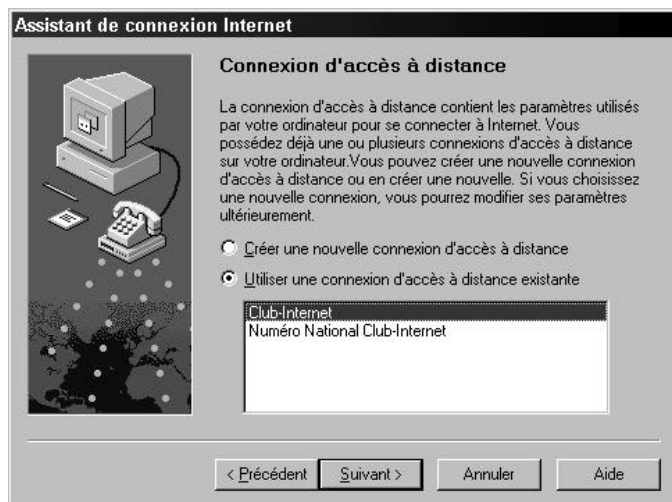 Assistant de connexion Internet
Connexion d'accès à distance
La connexion d'accès à distance contient les paramètres utilisés
par votre ordinateur pour se connecter à Internet. Vous
possédez déjà une ou plusieurs connexions d'accès à distance
sur votre ordinateur.Vous pouvez créer une nouvelle connexion
d'accès à distance ou en créer une nouvelle. Si vous choisissez
une nouvelle connexion, vous pourrez modifier ses paramètres
ultérieurement.
Créer une nouvelle connexion d'accès à distance
Utiliser une connexion d'accès à distance existante
Club-Internet
Numéro National Club-Internet
< Précédent
Suivant >
Annuler
Aide